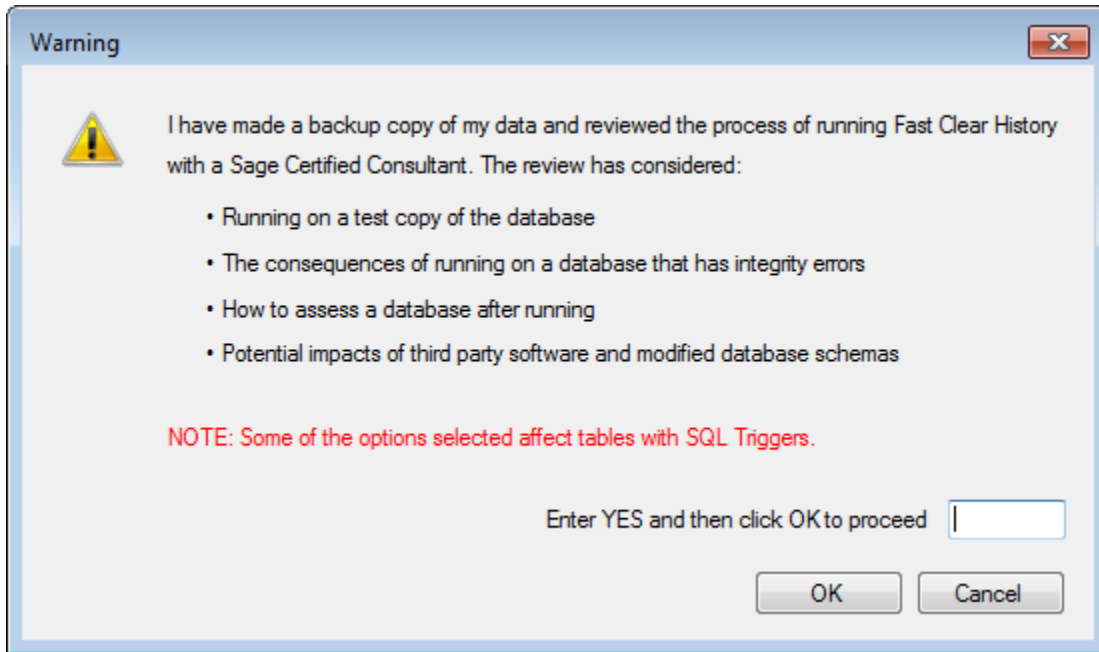 Warning
I have made a backup copy of my data and reviewed the process of running Fast Clear History
with a Sage Certified Consultant. The review has considered:
• Running on a test copy of the database
• The consequences of running on a database that has integrity errors
• How to assess a database after running
• Potential impacts of third party software and modified database schemas
NOTE: Some of the options selected affect tables with SQL Triggers.
Enter YES and then click OK to proceed
OK Cancel